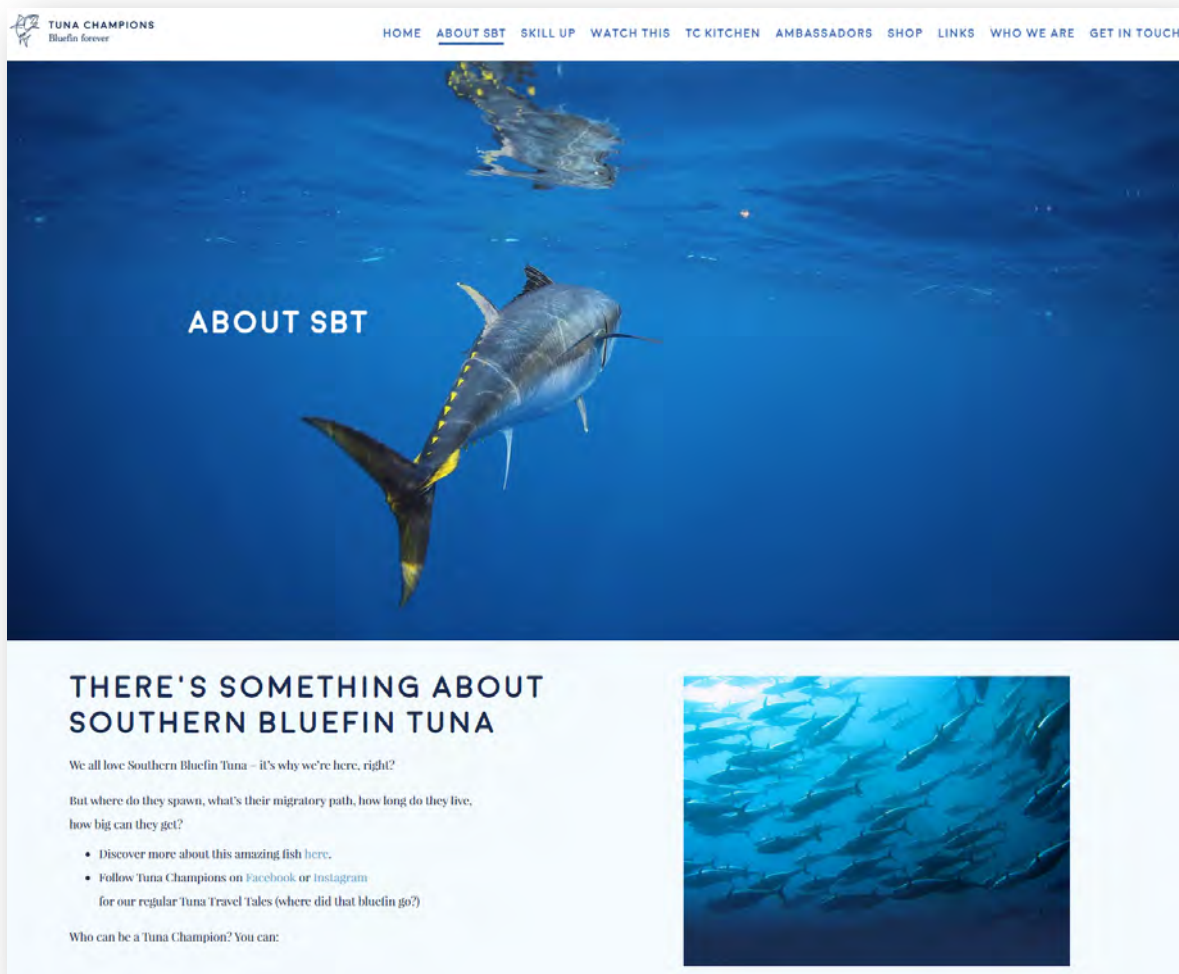 TUNA CHAMPIONS
Bluefin forever
HOME ABOUT SBT SKILL UP WATCH THIS TC KITCHEN AMBASSADORS SHOP LINKS WHO WE ARE GET IN TOUCH
ABOUT SBT
THERE'S SOMETHING ABOUT
SOUTHERN BLUEFIN TUNA
We all love Southern Bluefin Tuna – it's why we're here, right?
But where do they spawn, what's their migratory path, how long do they live,
how big can they get?
• Discover more about this amazing fish here.
• Follow Tuna Champions on Facebook or Instagram
for our regular Tuna Travel Tales (where did that bluefin go?)
Who can be a Tuna Champion? You can: